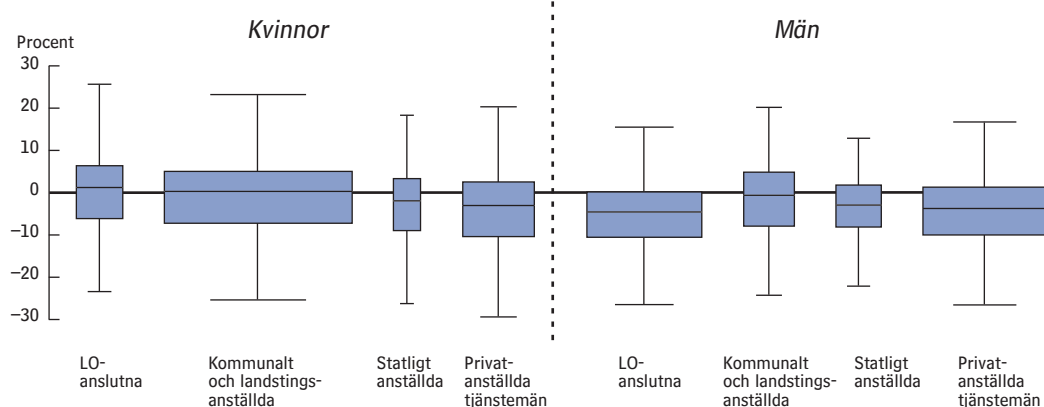 Kvinnor
Män
Procent
30
20
10
0
–10
–20
–30
LO-
anslutna
Kommunalt
och landstings-
anställda
Statligt
anställda
Privat-
anställda
tjänstemän
LO-
anslutna
Kommunalt
och landstings-
anställda
Statligt
anställda
Privat-
anställda
tjänstemän